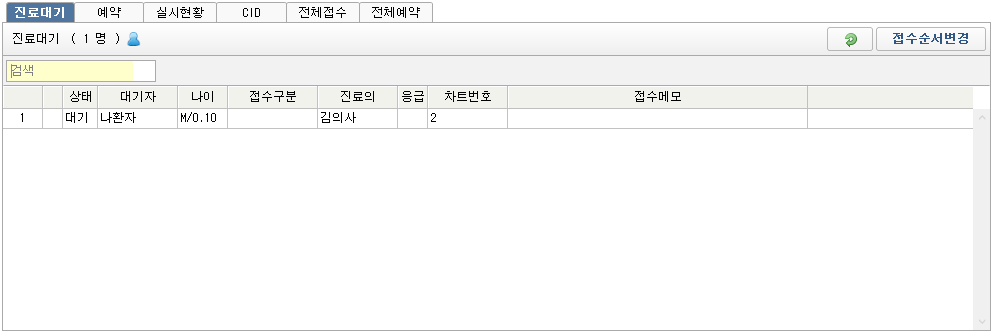 진료대기 예약 실시현황 CID 전체접수 전체예약
진료대기 ( 1 명 ) 접수순서변경
검색
상태 대기자 나이 접수구분 진료의 응급 차트번호 접수메모
1 대기 나환자 M/0.10 김의사 2